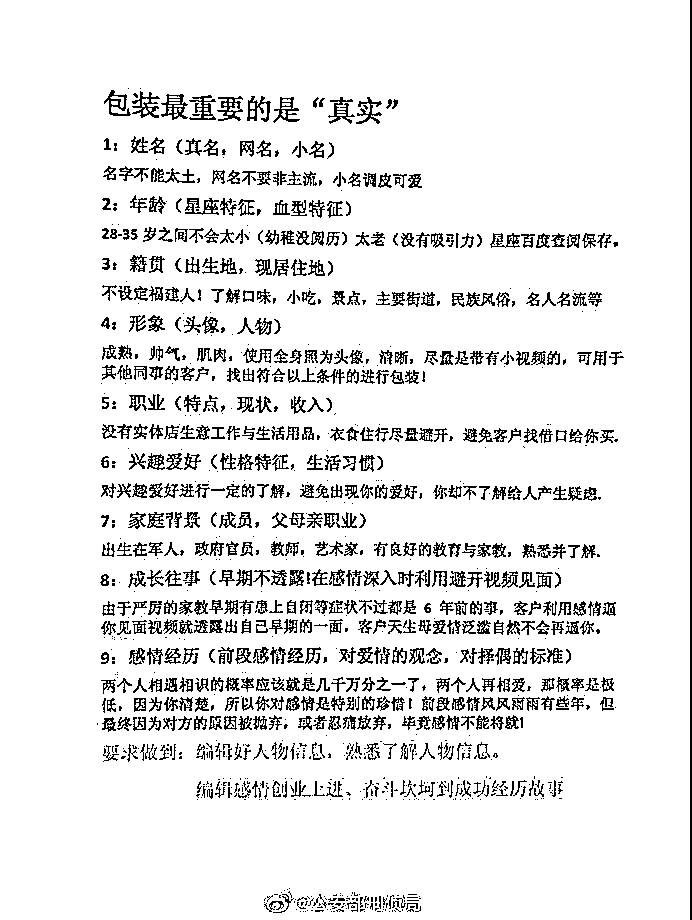 包装最重要的是“真实”
1：姓名（真名，网名，小名）
名字不能太土，网名不要非主流，小名调皮可爱
2：年龄（星座特征，血型特征）
28-35 岁之间不会太小（幼稚没阅历）太老（没有吸引力）星座百度查阅保存。
3：籍贯（出生地，现居住地）
不设定福建人！了解口味，小吃，景点，主要街道，民族风俗，名人名流等
4：形象（头像，人物）
成熟，帅气，肌肉，使用全身照为头像，清晰，尽量是带有小视频的，可用于
其他同事的客户，找出符合以上条件的进行包装！
5：职业（特点，现状，收入）
没有实体店生意工作与生活用品，衣食住行尽量避开，避免客户找借口给你买.
6：兴趣爱好（性格特征，生活习惯）
对兴趣爱好进行一定的了解，避免出现你的爱好，你却不了解给人产生疑虑.
7：家庭背景（成员，父母亲职业）
出生在军人，政府官员，教师，艺术家，有良好的教育与家教，熟悉并了解.
8：成长往事（早期不透露!在感情深入时利用避开视频见面）
由于严厉的家教早期有患上自闭等症状不过都是 6 年前的事，客户利用感情逼
你见面视频就透露出自己早期的一面，客户天生母爱情泛滥自然不会再逼你。
9：感情经历（前段感情经历，对爱情的观念，对择偶的标准）
两个人相遇相识的概率应该就是几千万分之一了，两个人再相爱，那概率是极
低，因为你清楚，所以你对感情是特别的珍惜！前段感情风风雨雨有些年，但
最终因为对方的原因被抛弃，或者忍痛放弃，毕竟感情不能将就！
要求做到：编辑好人物信息，熟悉了解人物信息。
编辑感情创业上进、奋斗坎坷到成功经历故事
@公安部刑侦局